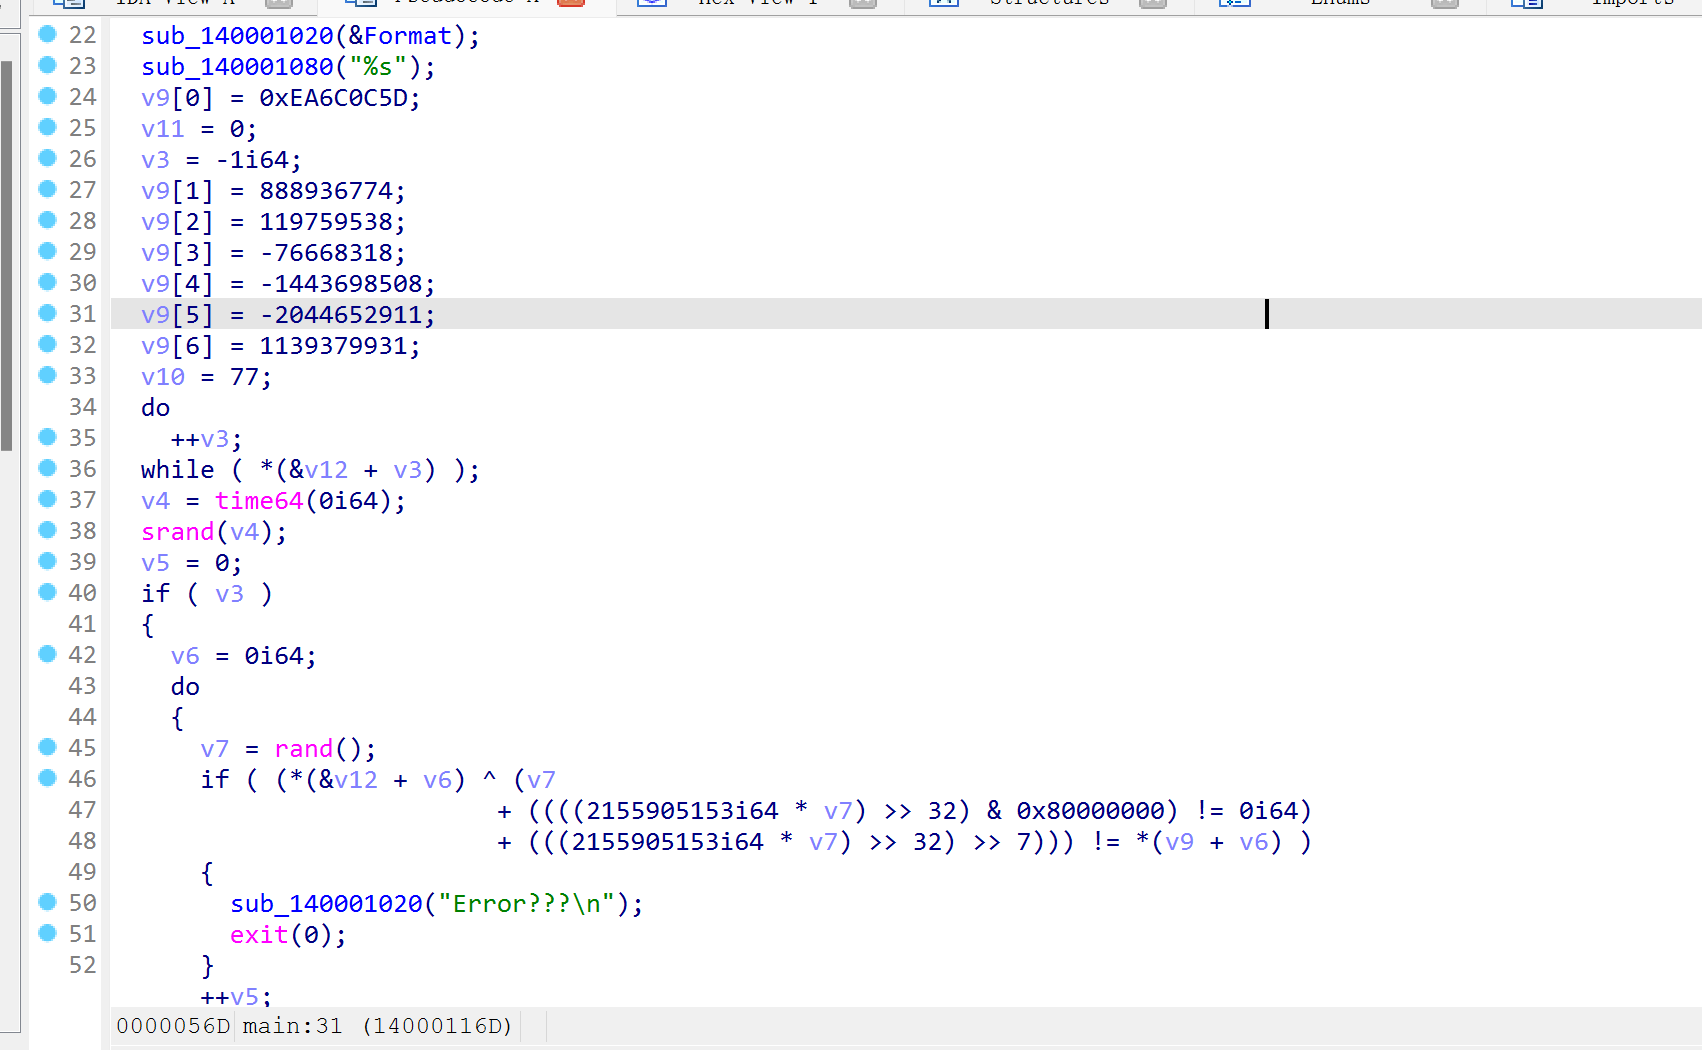 IDA View-A Pseudocode-A Hex View-1 Structures Enums Imports
22 sub_140001020(&Format);
23 sub_140001080("%s");
24 v9[0] = 0xEA6C0C5D;
25 v11 = 0;
26 v3 = -1i64;
27 v9[1] = 888936774;
28 v9[2] = 119759538;
29 v9[3] = -76668318;
30 v9[4] = -1443698508;
31 v9[5] = -2044652911;
32 v9[6] = 1139379931;
33 v10 = 77;
34 do
35 ++v3;
36 while ( *(&v12 + v3) );
37 v4 = time64(0i64);
38 srand(v4);
39 v5 = 0;
40 if ( v3 )
41 {
42 v6 = 0i64;
43 do
44 {
45 v7 = rand();
46 if ( (*(&v12 + v6) ^ (v7
47 + ((((2155905153i64 * v7) >> 32) & 0x80000000) != 0i64)
48 + (((2155905153i64 * v7) >> 32) >> 7))) != *(v9 + v6) )
49 {
50 sub_140001020("Error???\n");
51 exit(0);
52 }
++v5;
0000056D main:31 (14000116D)